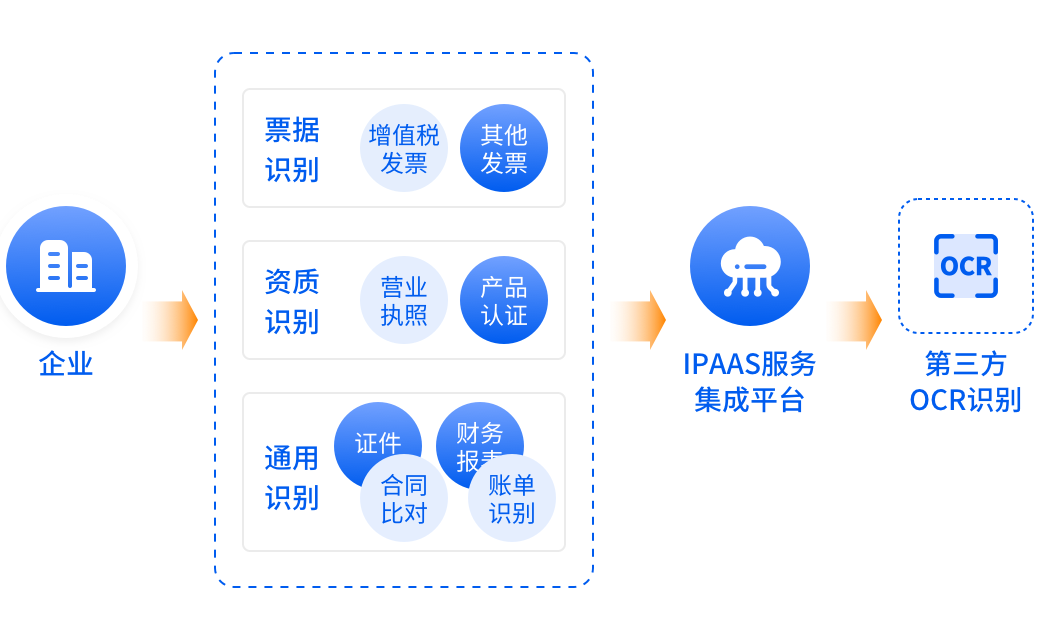 企业
票据
识别
增值税
发票
其他
发票
资质
识别
营业
执照
产品
认证
通用
识别
证件
财务
报表
合同
比对
账单
识别
IPAAS服务
集成平台
OCR
第三方
OCR识别